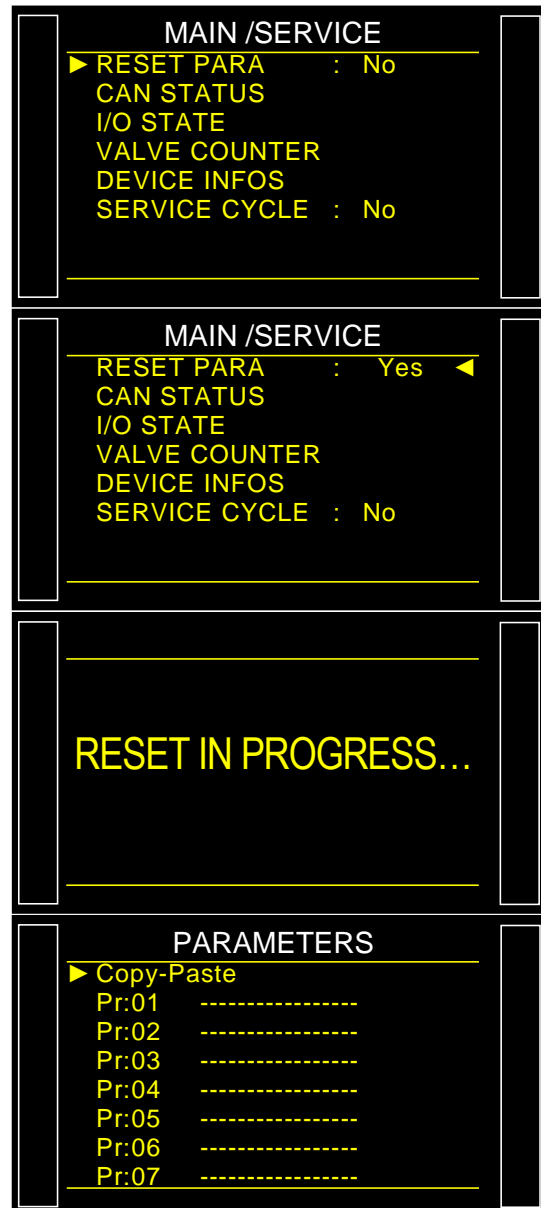 MAIN /SERVICE
► RESET PARA : No
CAN STATUS
I/O STATE
VALVE COUNTER
DEVICE INFOS
SERVICE CYCLE : No
MAIN /SERVICE
RESET PARA : Yes ◄
CAN STATUS
I/O STATE
VALVE COUNTER
DEVICE INFOS
SERVICE CYCLE : No
RESET IN PROGRESS...
PARAMETERS
► Copy-Paste
Pr:01 -----------------
Pr:02 -----------------
Pr:03 -----------------
Pr:04 -----------------
Pr:05 -----------------
Pr:06 -----------------
Pr:07 -----------------